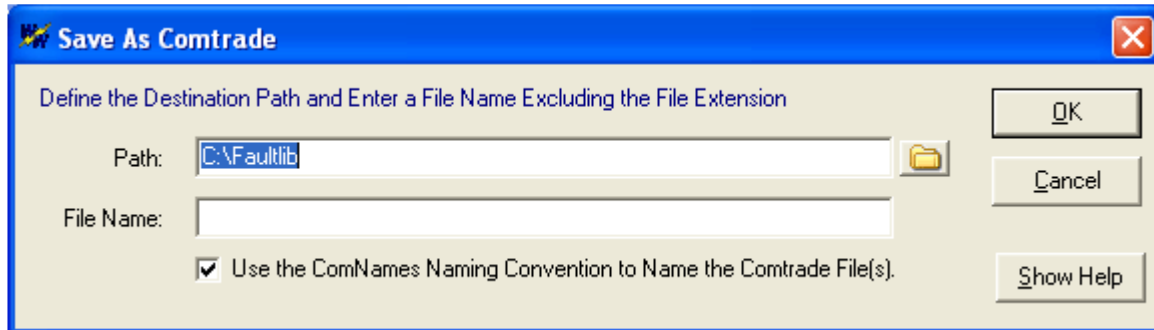 Save As Comtrade
Define the Destination Path and Enter a File Name Excluding the File Extension
Path: C:\Faultlib
File Name:
Use the ComNames Naming Convention to Name the Comtrade File(s).
OK
Cancel
Show Help